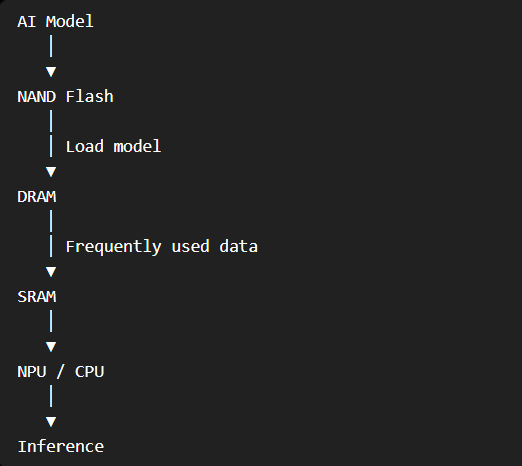 AI Model
NAND Flash
Load model
DRAM
Frequently used data
SRAM
NPU / CPU
Inference